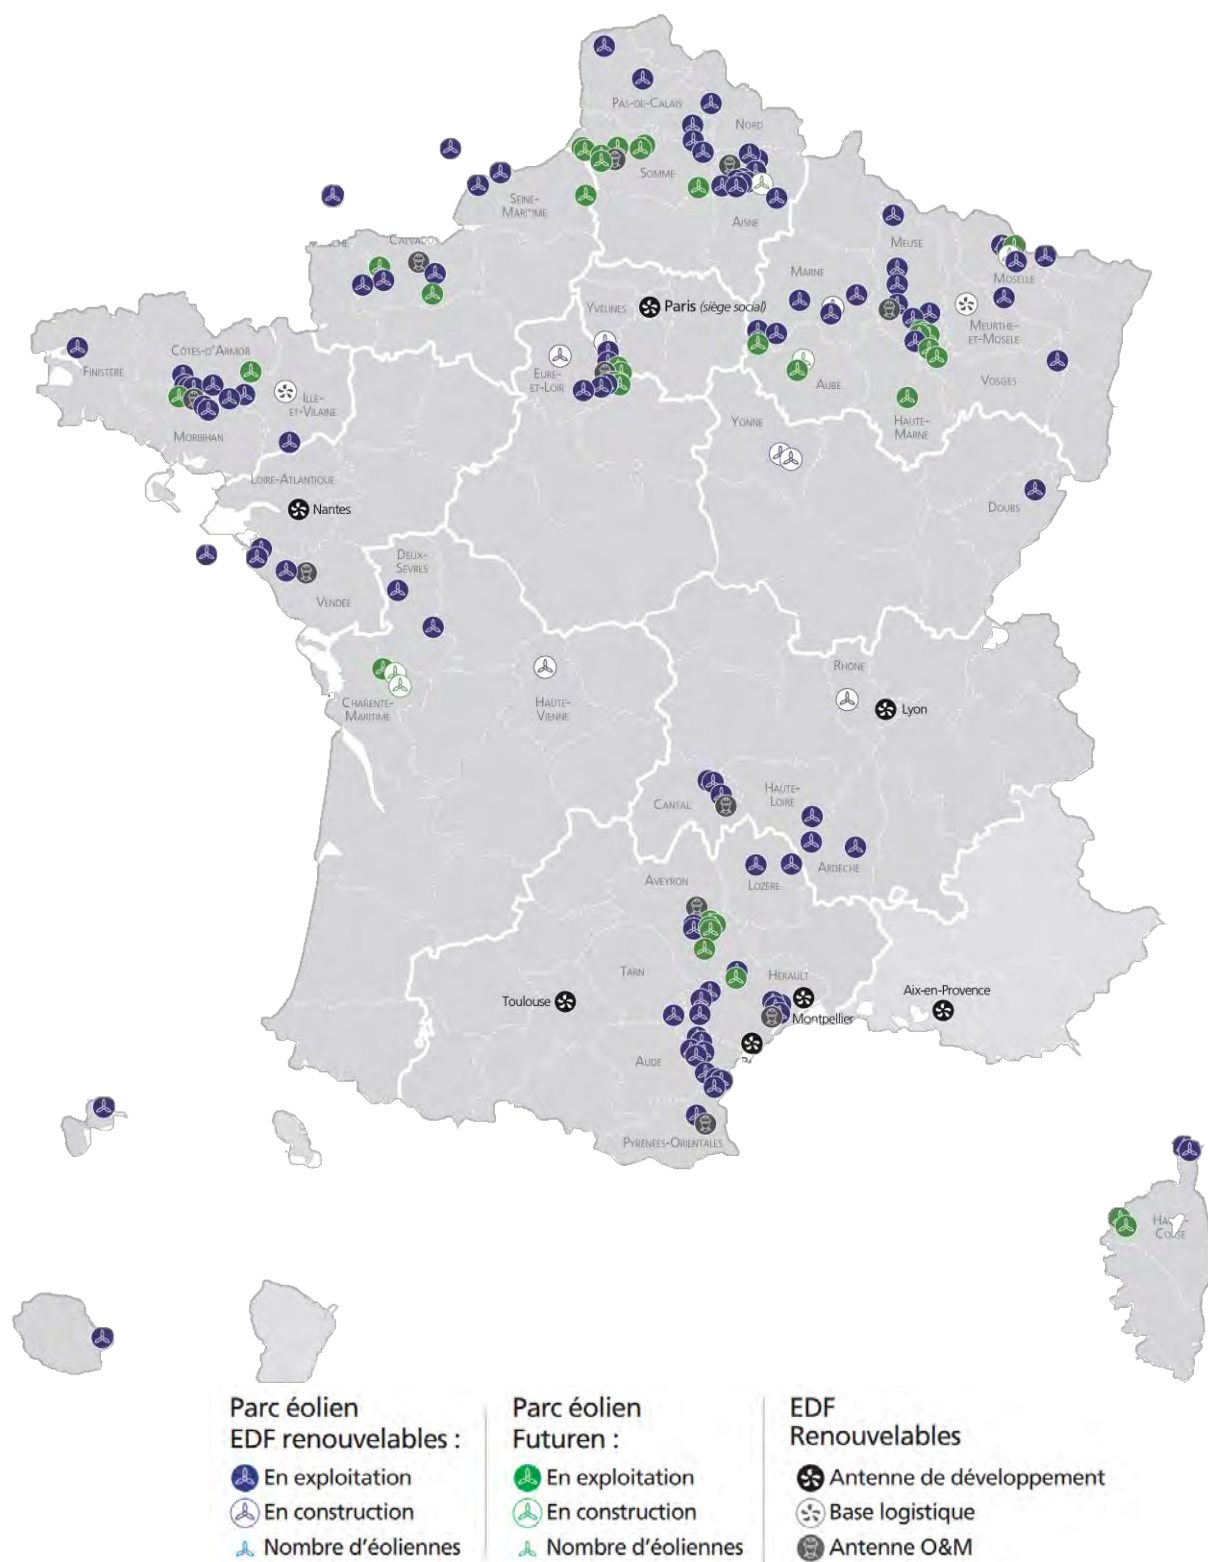 Pas-de-Calais
Nord
Somme
Seine-
Maritime
Aisne
Calvados
Meuse
Moselle
Marne
Yvelines
Paris (siège social)
Meurthe-
et-Mosele
Côtes-d'Armor
Finistère
Ille-
et-Vilaine
Eure-
et-Loir
Aube
Vosges
Haute-
Marne
Yonne
Morbihan
Loire-Atlantique
Nantes
Doubs
Deux-
Sèvres
Vendée
Rhône
Lyon
Charente-
Maritime
Haute-
Vienne
Cantal
Haute-
Loire
Ardèche
Aveyron
Lozère
Tarn
Hérault
Toulouse
Aix-en-Provence
Montpellier
Aude
Pyrénées-Orientales
Corse
Parc éolien
EDF renouvelables :
En exploitation
En construction
Nombre d'éoliennes
Parc éolien
Futuren :
En exploitation
En construction
Nombre d'éoliennes
EDF
Renouvelables
Antenne de développement
Base logistique
Antenne O&M